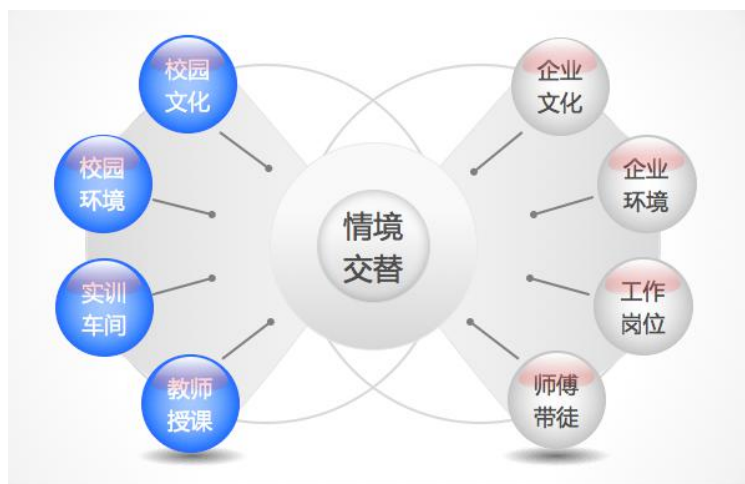 校园
文化
校园
环境
实训
车间
教师
授课
情境
交替
企业
文化
企业
环境
工作
岗位
师傅
带徒